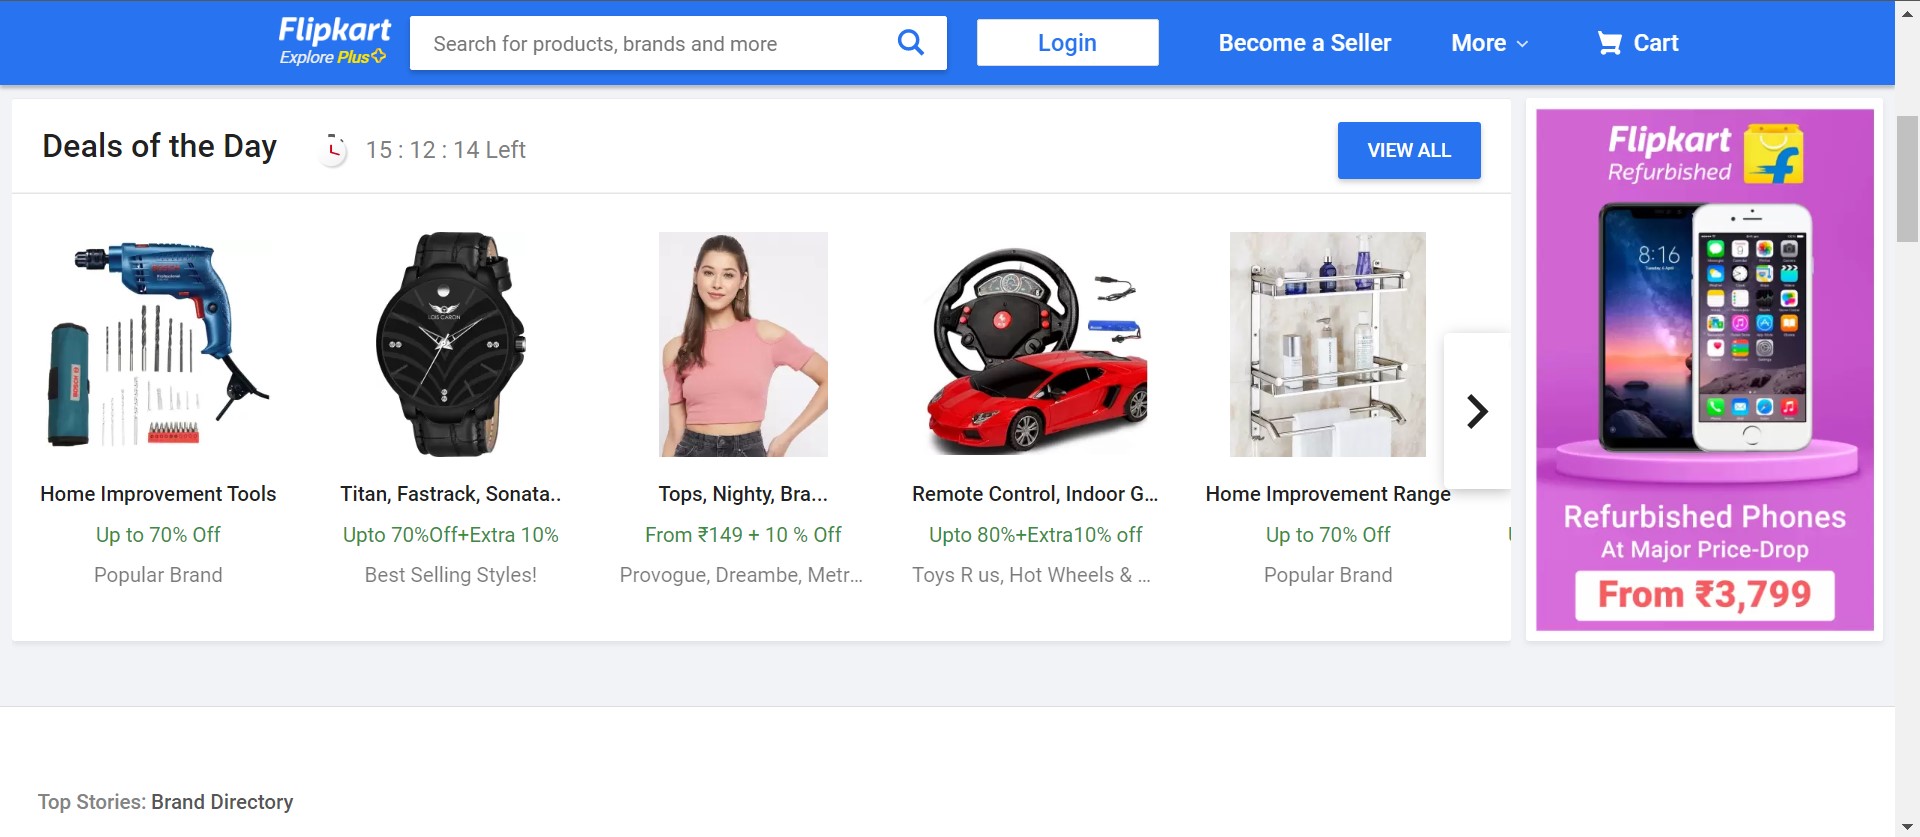 Flipkart
Explore Plus
Search for products, brands and more
Login
Become a Seller
More
Cart
Deals of the Day
15 : 12 : 14 Left
VIEW ALL
BOSCH
LOIS CARON
Home Improvement Tools
Up to 70% Off
Popular Brand
Titan, Fastrack, Sonata..
Upto 70%Off+Extra 10%
Best Selling Styles!
Tops, Nighty, Bra...
From ₹149 + 10 % Off
Provogue, Dreambe, Metr...
Remote Control, Indoor G...
Upto 80%+Extra10% off
Toys R us, Hot Wheels & ...
Home Improvement Range
Up to 70% Off
Popular Brand
Flipkart
Refurbished
8:16
Refurbished Phones
At Major Price-Drop
From ₹3,799
Top Stories: Brand Directory